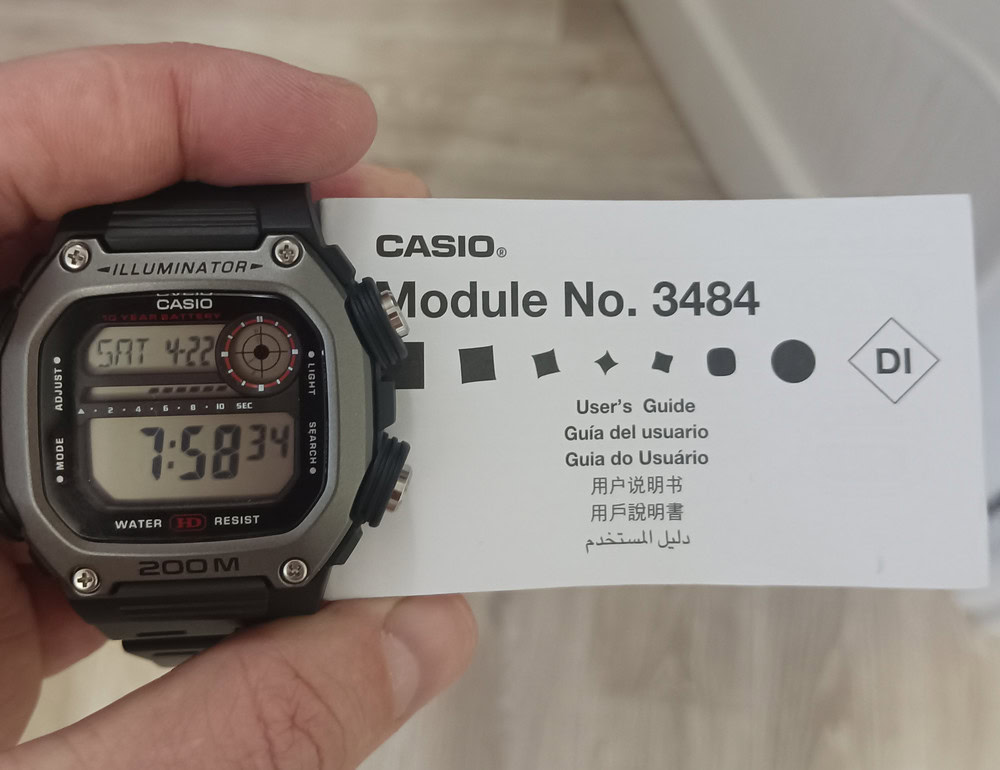 ILLUMINATOR
CASIO
10 YEAR BATTERY
SAT 4-22
ADJUST
LIGHT
2 · 4 · 6 · 8 · 10 SEC
7:58 34
MODE
SEARCH
WATER HD RESIST
200M
CASIO®
Module No. 3484
DI
User's Guide
Guía del usuario
Guia do Usuário
用户说明书
用戶說明書
دليل المستخدم